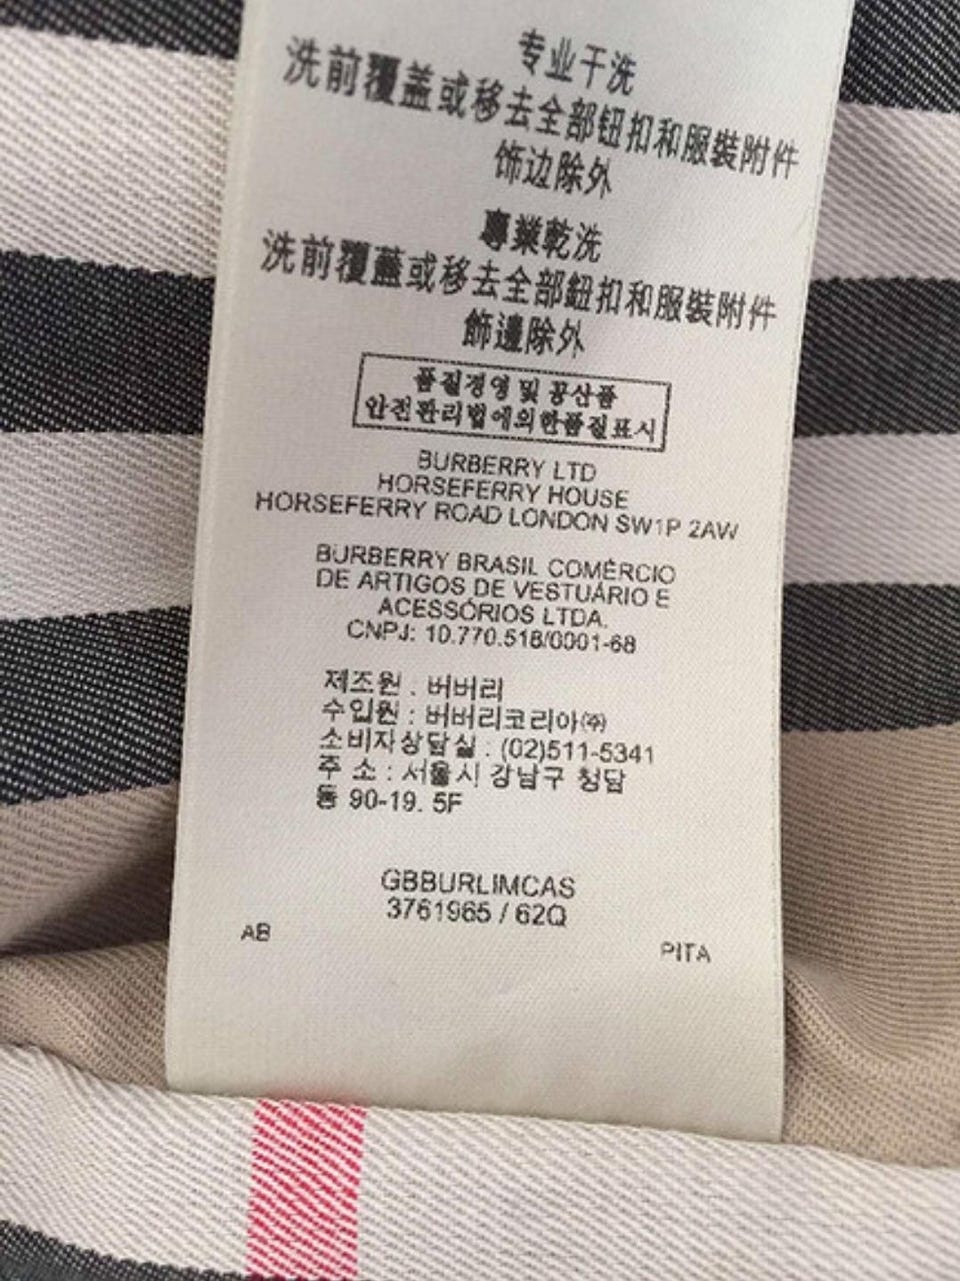 专业干洗
洗前覆盖或移去全部钮扣和服裝附件
饰边除外
專業乾洗
洗前覆蓋或移去全部鈕扣和服裝附件
飾邊除外
품질경영 및 공산품
안전관리법에의한품질표시
BURBERRY LTD
HORSEFERRY HOUSE
HORSEFERRY ROAD LONDON SW1P 2AW
BURBERRY BRASIL COMÉRCIO
DE ARTIGOS DE VESTUÁRIO E
ACESSÓRIOS LTDA.
CNPJ: 10.770.518/0001-68
제조원 : 버버리
수입원 : 버버리코리아㈜
소비자상담실 : (02)511-5341
주 소 : 서울시 강남구 청담
동 90-19. 5F
GBBURLIMCAS
3761965 / 62Q
AB
PITA